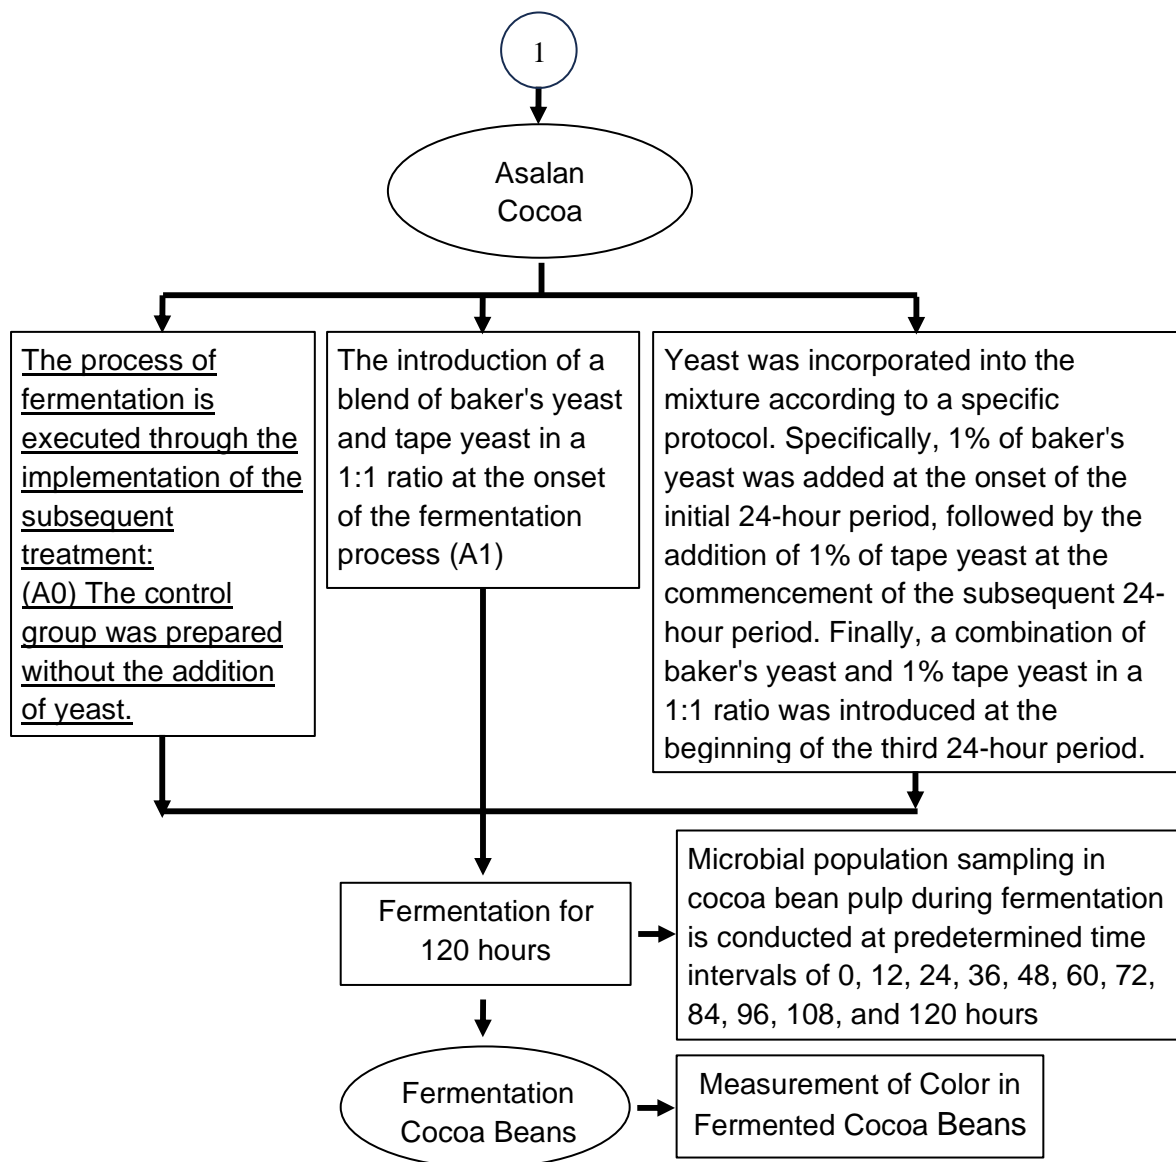 1
Asalan
Cocoa
The process of
fermentation is
executed through the
implementation of the
subsequent
treatment:
(A0) The control
group was prepared
without the addition
of yeast.
The introduction of a
blend of baker's yeast
and tape yeast in a
1:1 ratio at the onset
of the fermentation
process (A1)
Yeast was incorporated into the
mixture according to a specific
protocol. Specifically, 1% of baker's
yeast was added at the onset of the
initial 24-hour period, followed by the
addition of 1% of tape yeast at the
commencement of the subsequent 24-
hour period. Finally, a combination of
baker's yeast and 1% tape yeast in a
1:1 ratio was introduced at the
beginning of the third 24-hour period.
Fermentation for
120 hours
Microbial population sampling in
cocoa bean pulp during fermentation
is conducted at predetermined time
intervals of 0, 12, 24, 36, 48, 60, 72,
84, 96, 108, and 120 hours
Fermentation
Cocoa Beans
Measurement of Color in
Fermented Cocoa Beans